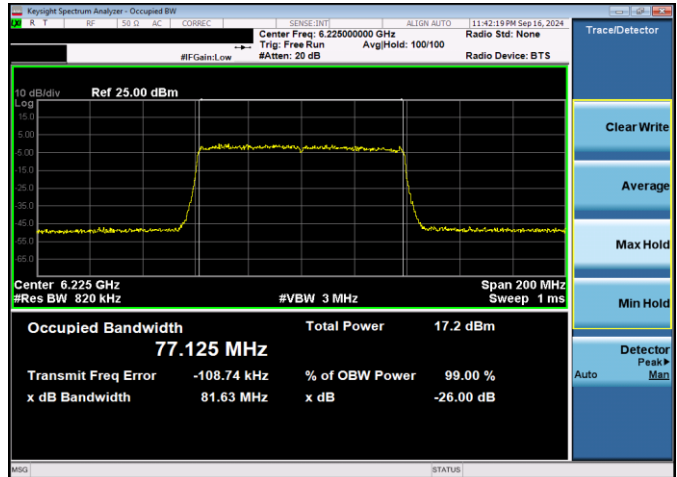 Keysight Spectrum Analyzer - Occupied BW
R T RF 50 Ω AC CORREC SENSE:INT ALIGN AUTO 11:42:19 PM Sep 16, 2024
Center Freq: 6.225000000 GHz Radio Std: None
Trig: Free Run Avg|Hold: 100/100
#IFGain:Low #Atten: 20 dB Radio Device: BTS
Trace/Detector
10 dB/div Ref 25.00 dBm
Log
15.0
5.00
-5.00
-15.0
-25.0
-35.0
-45.0
-55.0
-65.0
Center 6.225 GHz Span 200 MHz
#Res BW 820 kHz #VBW 3 MHz Sweep 1 ms
Occupied Bandwidth Total Power 17.2 dBm
77.125 MHz
Transmit Freq Error -108.74 kHz % of OBW Power 99.00 %
x dB Bandwidth 81.63 MHz x dB -26.00 dB
Clear Write
Average
Max Hold
Min Hold
Detector
Peak▶
Auto Man
MSG STATUS